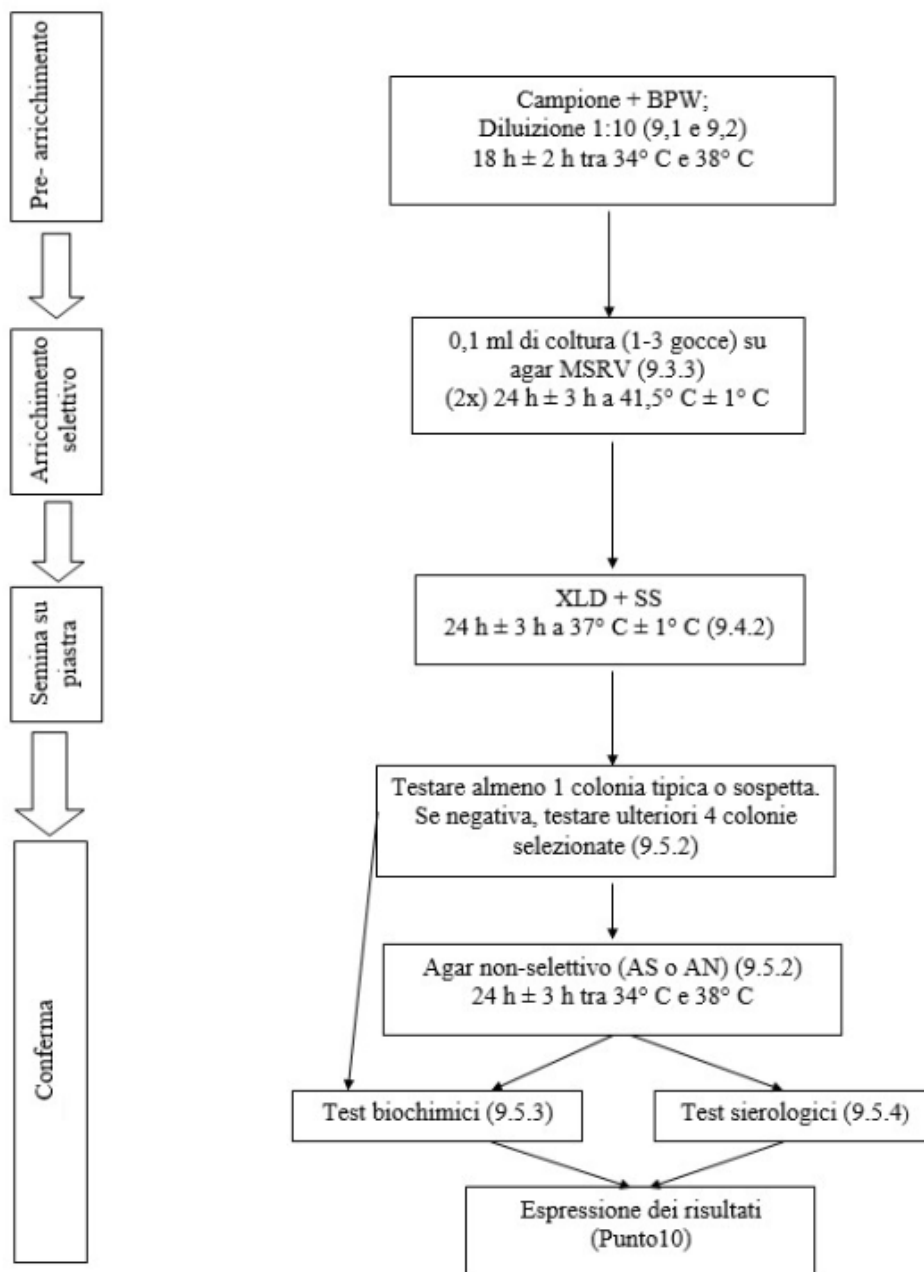 Pre- arricchimento
Campione + BPW;
Diluizione 1:10 (9,1 e 9,2)
18 h ± 2 h tra 34° C e 38° C
Arricchimento
selettivo
0,1 ml di coltura (1-3 gocce) su
agar MSRV (9.3.3)
(2x) 24 h ± 3 h a 41,5° C ± 1° C
Semina su
piastra
XLD + SS
24 h ± 3 h a 37° C ± 1° C (9.4.2)
Conferma
Testare almeno 1 colonia tipica o sospetta.
Se negativa, testare ulteriori 4 colonie
selezionate (9.5.2)
Agar non-selettivo (AS o AN) (9.5.2)
24 h ± 3 h tra 34° C e 38° C
Test biochimici (9.5.3)
Test sierologici (9.5.4)
Espressione dei risultati
(Punto10)